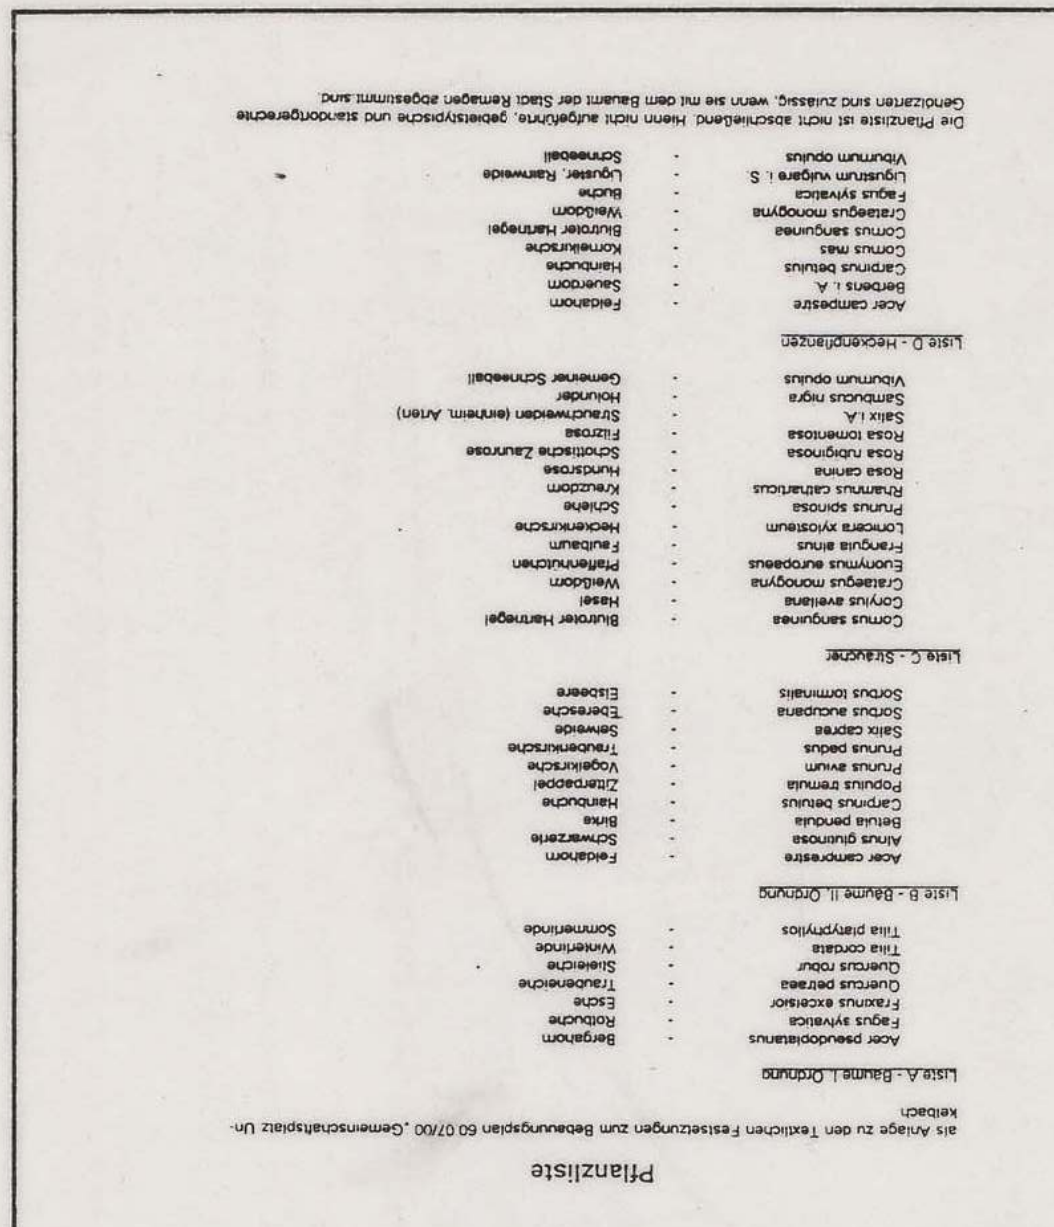 Pflanzliste
als Anlage zu den Textlichen Festsetzungen zum Bebauungsplan 60.07/00 „Gemeinschaftsplatz Un-
kelbach
Liste A - Bäume I. Ordnung
Acer pseudoplatanus - Bergahorn
Fagus sylvatica - Rotbuche
Fraxinus excelsior - Esche
Quercus petraea - Traubeneiche
Quercus robur - Stieleiche
Tilia cordata - Winterlinde
Tilia platyphyllos - Sommerlinde
Liste B - Bäume II. Ordnung
Acer camprestre - Feldahorn
Alnus glutinosa - Schwarzerle
Betula pendula - Birke
Carpinus betulus - Hainbuche
Populus tremula - Zitterpappel
Prunus avium - Vogelkirsche
Prunus padus - Traubenkirsche
Salix caprea - Salweide
Sorbus aucuparia - Eberesche
Sorbus torminalis - Elsbeere
Liste C - Sträucher
Cornus sanguinea - Blutroter Hartriegel
Corylus avellana - Hasel
Crataegus monogyna - Weißdorn
Euonymus europaeus - Pfaffenhütchen
Frangula alnus - Faulbaum
Lonicera xylosteum - Heckenkirsche
Prunus spinosa - Schlehe
Rhamnus catharticus - Kreuzdorn
Rosa canina - Hundsrose
Rosa rubiginosa - Schottische Zaunrose
Rosa tomentosa - Filzrosa
Salix i.A. - Strauchweiden (einheim. Arten)
Sambucus nigra - Holunder
Viburnum opulus - Gemeiner Schneeball
Liste D - Heckenpflanzen
Acer campestre - Feldahorn
Berberis i. A. - Sauerdorn
Carpinus betulus - Hainbuche
Cornus mas - Kornelkirsche
Cornus sanguinea - Blutroter Hartriegel
Crataegus monogyna - Weißdorn
Fagus sylvatica - Buche
Ligustrum vulgare i. S. - Liguster, Rainweide
Viburnum opulus - Schneeball
Die Pflanzliste ist nicht abschließend. Hierin nicht aufgeführte, gebietstypische und standortgerechte
Gehölzarten sind zulässig, wenn sie mit dem Bauamt der Stadt Remagen abgestimmt sind.